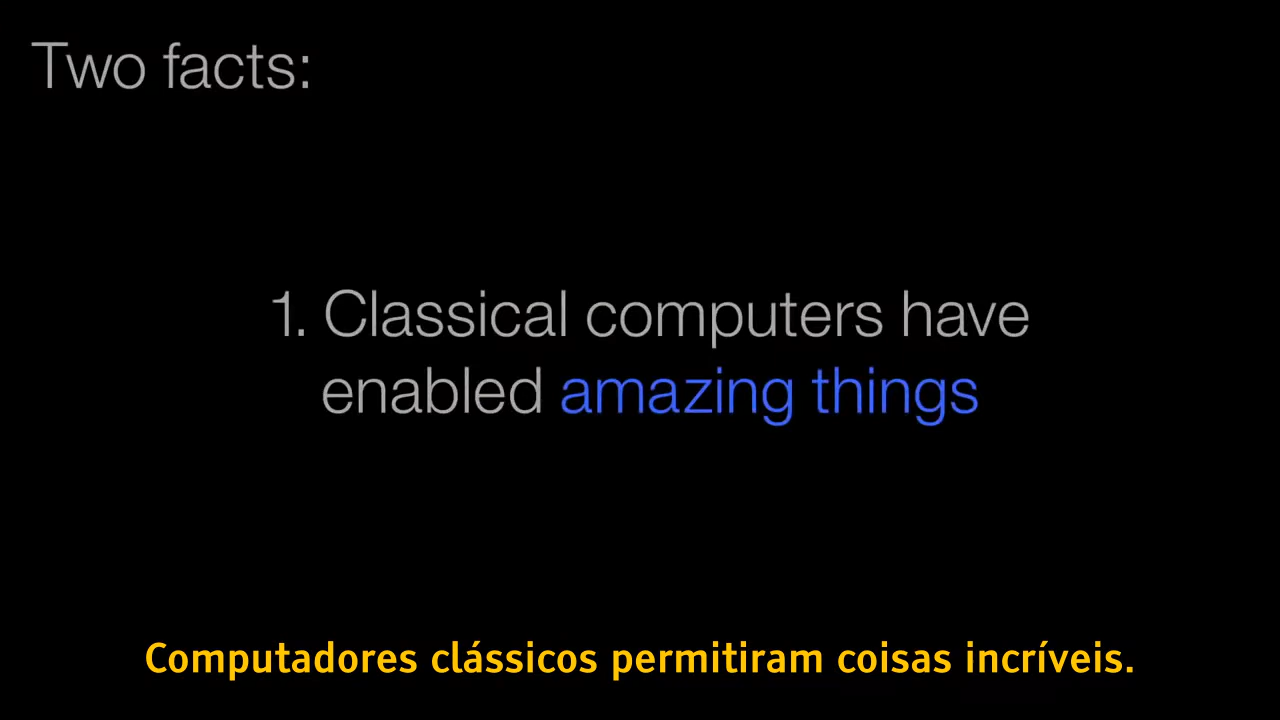 Two facts:
1. Classical computers have
enabled amazing things
Computadores clássicos permitiram coisas incríveis.